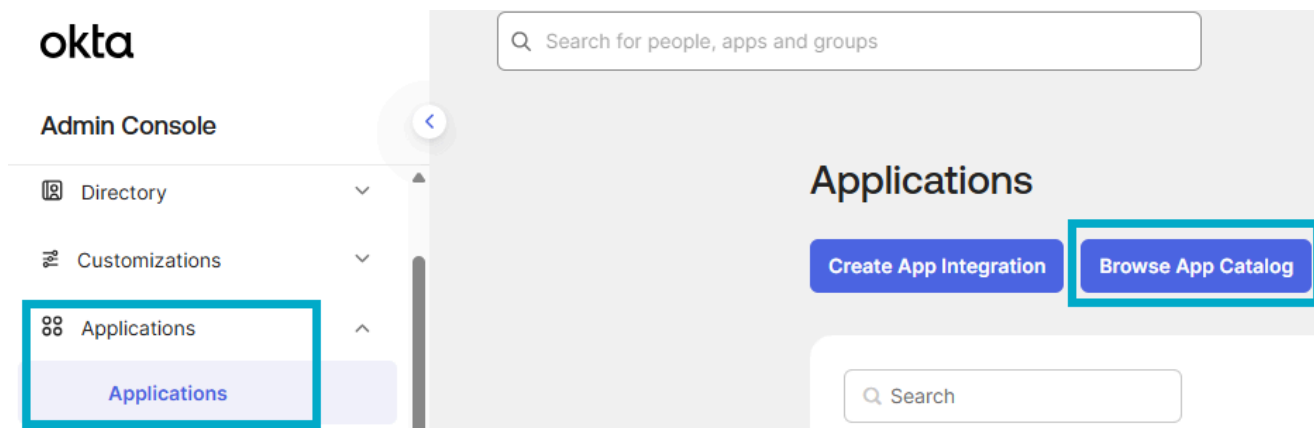 okta
Search for people, apps and groups
Admin Console
Directory
Customizations
Applications
Applications
Applications
Create App Integration
Browse App Catalog
Search